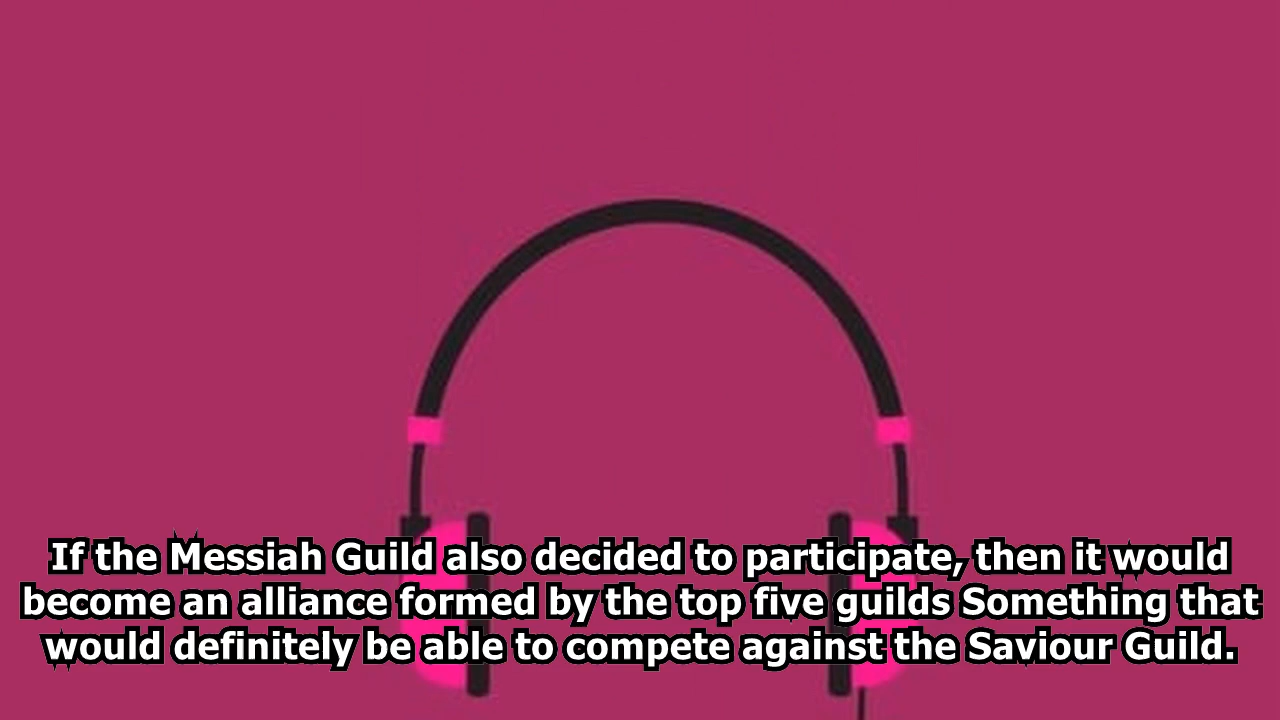 If the Messiah Guild also decided to participate, then it would
become an alliance formed by the top five guilds Something that
would definitely be able to compete against the Saviour Guild.